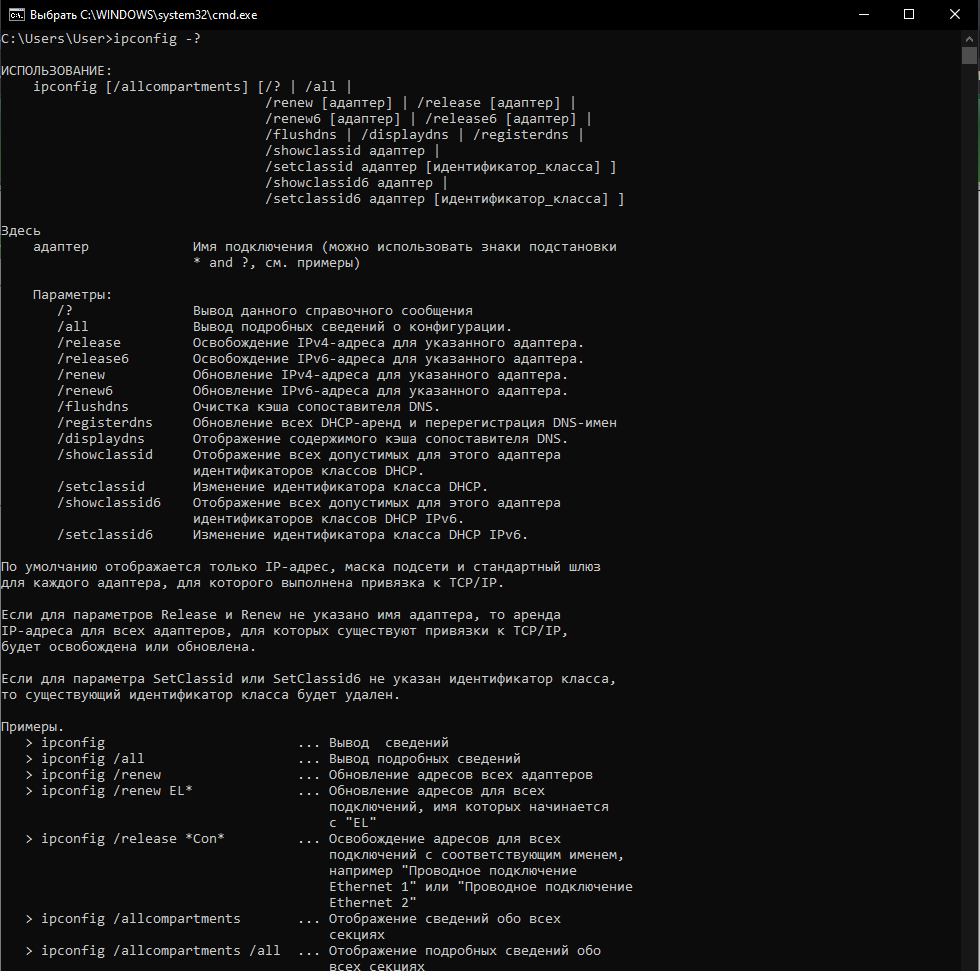 Выбрать C:\WINDOWS\system32\cmd.exe
C:\Users\User>ipconfig -?
ИСПОЛЬЗОВАНИЕ:
ipconfig [/allcompartments] [/? | /all |
/renew [адаптер] | /release [адаптер] |
/renew6 [адаптер] | /release6 [адаптер] |
/flushdns | /displaydns | /registerdns |
/showclassid адаптер |
/setclassid адаптер [идентификатор_класса] ]
/showclassid6 адаптер |
/setclassid6 адаптер [идентификатор_класса] ]
Здесь
адаптер Имя подключения (можно использовать знаки подстановки
* and ?, см. примеры)
Параметры:
/? Вывод данного справочного сообщения
/all Вывод подробных сведений о конфигурации.
/release Освобождение IPv4-адреса для указанного адаптера.
/release6 Освобождение IPv6-адреса для указанного адаптера.
/renew Обновление IPv4-адреса для указанного адаптера.
/renew6 Обновление IPv6-адреса для указанного адаптера.
/flushdns Очистка кэша сопоставителя DNS.
/registerdns Обновление всех DHCP-аренд и перерегистрация DNS-имен
/displaydns Отображение содержимого кэша сопоставителя DNS.
/showclassid Отображение всех допустимых для этого адаптера
идентификаторов классов DHCP.
/setclassid Изменение идентификатора класса DHCP.
/showclassid6 Отображение всех допустимых для этого адаптера
идентификаторов классов DHCP IPv6.
/setclassid6 Изменение идентификатора класса DHCP IPv6.
По умолчанию отображается только IP-адрес, маска подсети и стандартный шлюз
для каждого адаптера, для которого выполнена привязка к TCP/IP.
Если для параметров Release и Renew не указано имя адаптера, то аренда
IP-адреса для всех адаптеров, для которых существуют привязки к TCP/IP,
будет освобождена или обновлена.
Если для параметра SetClassid или SetClassid6 не указан идентификатор класса,
то существующий идентификатор класса будет удален.
Примеры.
> ipconfig ... Вывод  сведений
> ipconfig /all ... Вывод подробных сведений
> ipconfig /renew ... Обновление адресов всех адаптеров
> ipconfig /renew EL* ... Обновление адресов для всех
подключений, имя которых начинается
с "EL"
> ipconfig /release *Con* ... Освобождение адресов для всех
подключений с соответствующим именем,
например "Проводное подключение
Ethernet 1" или "Проводное подключение
Ethernet 2"
> ipconfig /allcompartments ... Отображение сведений обо всех
секциях
> ipconfig /allcompartments /all ... Отображение подробных сведений обо
всех секциях